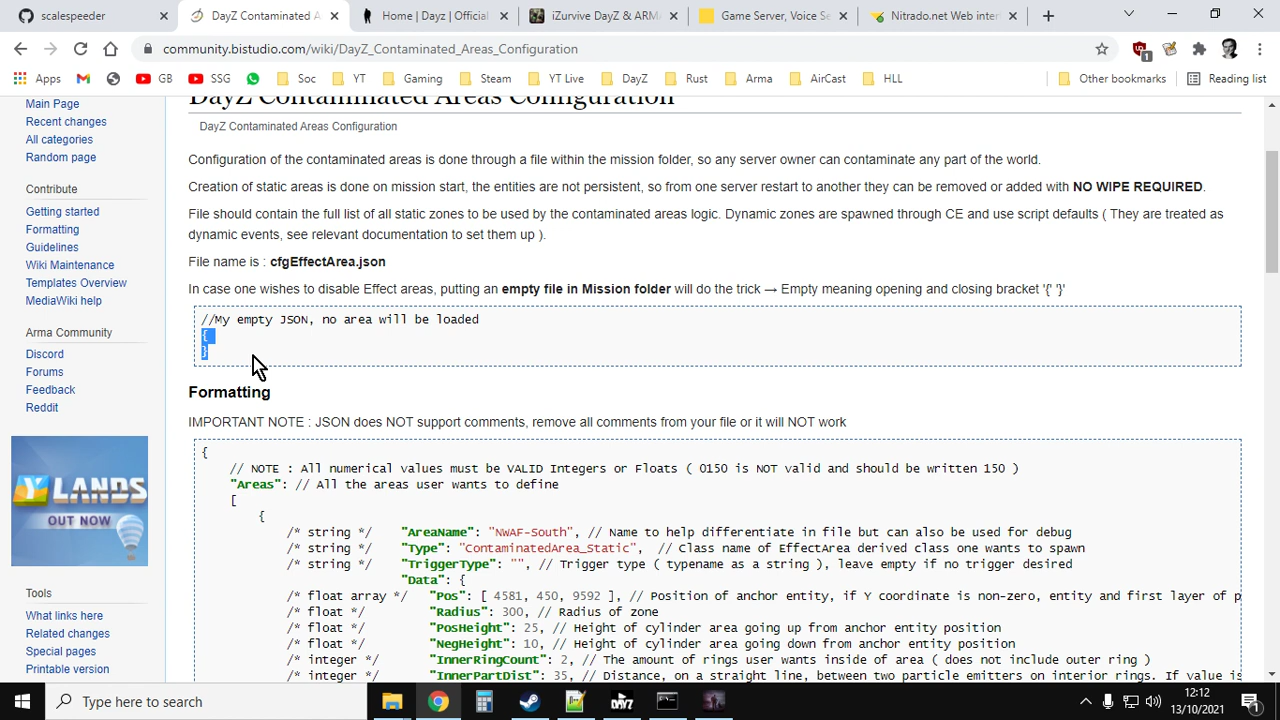 scalespeeder
DayZ Contaminated A
Home | Dayz | Official
iZurvive DayZ & ARMA
Game Server, Voice Se
Nitrado.net Web inter
community.bistudio.com/wiki/DayZ_Contaminated_Areas_Configuration
1
Apps
GB
SSG
Soc
YT
Gaming
Steam
YT Live
DayZ
Rust
Arma
AirCast
HLL
Other bookmarks
Reading list
Main Page
Recent changes
All categories
Random page
Contribute
Getting started
Forming
Guidelines
Wiki Maintenance
Templates Overview
MediaWiki help
Arma Community
Discord
Forums
Feedback
Reddit
YLANDS
OUT NOW
Tools
What links here
Related changes
Special pages
Printable version
DayZ Contaminated Areas Configuration
DayZ Contaminated Areas Configuration
Configuration of the contaminated areas is done through a file within the mission folder, so any server owner can contaminate any part of the world.
Creation of static areas is done on mission start, the entities are not persistent, so from one server restart to another they can be removed or added with NO WIPE REQUIRED.
File should contain the full list of all static zones to be used by the contaminated areas logic. Dynamic zones are spawned through CE and use script defaults ( They are treated as
dynamic events, see relevant documentation to set them up ).
File name is : cfgEffectArea.json
In case one wishes to disable Effect areas, putting an empty file in Mission folder will do the trick → Empty meaning opening and closing bracket '{' '}'
//My empty JSON, no area will be loaded
{
}
Formatting
IMPORTANT NOTE : JSON does NOT support comments, remove all comments from your file or it will NOT work
{
// NOTE : All numerical values must be VALID Integers or Floats ( 0150 is NOT valid and should be written 150 )
"Areas": // All the areas user wants to define
[
{
/* string */ "AreaName": "NWAF-South", // Name to help differentiate in file but can also be used for debug
/* string */ "Type": "ContaminatedArea_Static", // Class name of EffectArea derived class one wants to spawn
/* string */ "TriggerType": "", // Trigger type ( typename as a string ), leave empty if no trigger desired
"Data": {
/* float array */ "Pos": [ 4581, 450, 9592 ], // Position of anchor entity, if Y coordinate is non-zero, entity and first layer of p
/* float */ "Radius": 300, // Radius of zone
/* float */ "PosHeight": 25, // Height of cylinder area going up from anchor entity position
/* float */ "NegHeight": 10, // Height of cylinder area going down from anchor entity position
/* integer */ "InnerRingCount": 2, // The amount of rings user wants inside of area ( does not include outer ring )
/* integer */ "InnerPartDist": 35, // Distance, on a straight line, between two particle emitters on interior rings. If value is
Type here to search
DAYZ
12:12
13/10/2021
1